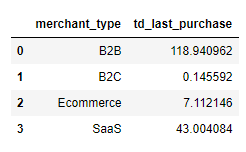 merchant_type td_last_purchase
0 B2B 118.940962
1 B2C 0.145592
2 Ecommerce 7.112146
3 SaaS 43.004084